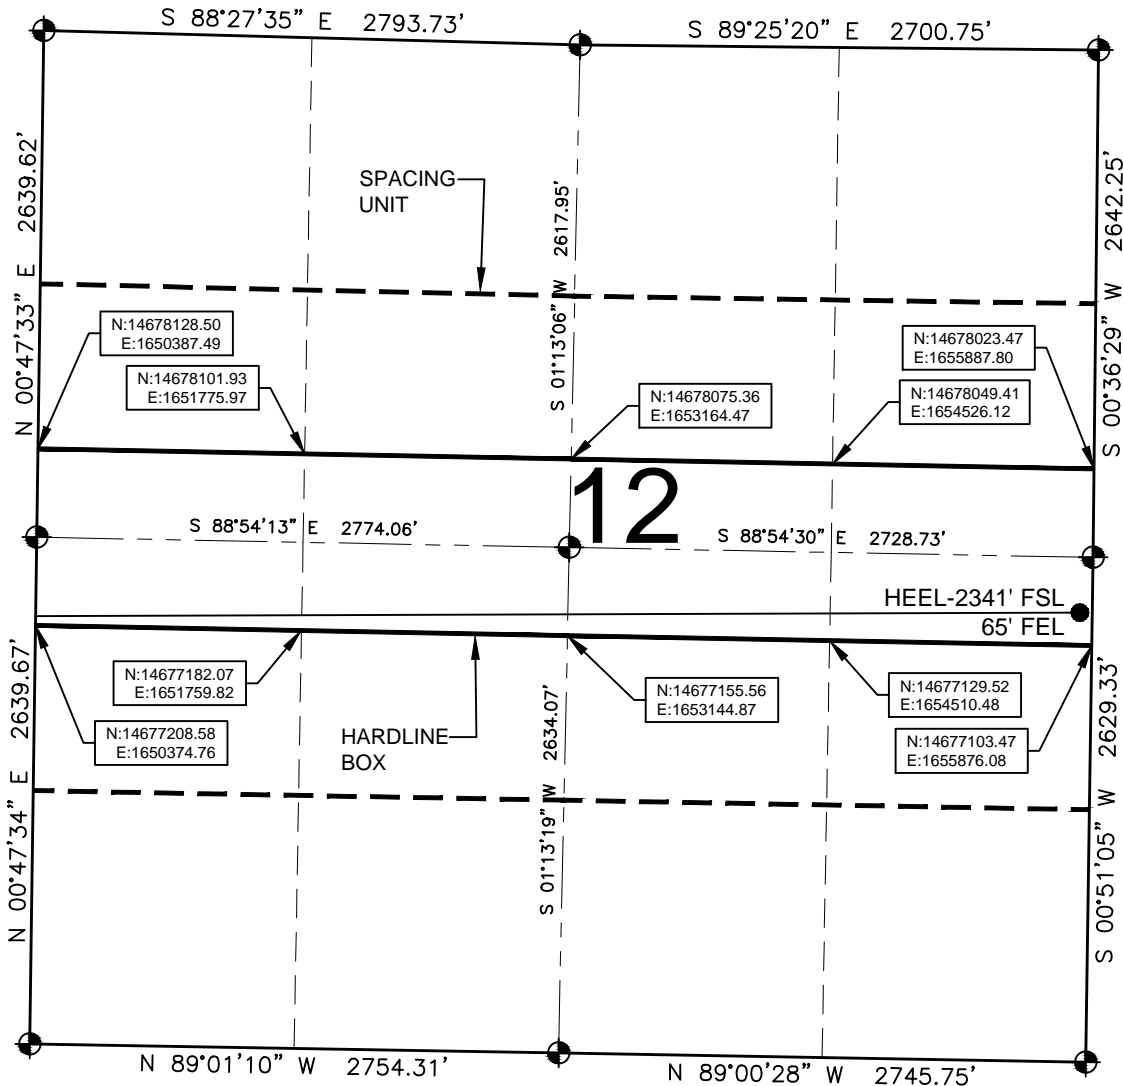 S 88°27'35" E 2793.73'
S 89°25'20" E 2700.75'
N 00°47'33" E 2639.62'
SPACING
UNIT
S 01°13'06" W 2617.95'
S 00°36'29" W 2642.25'
N:14678128.50
E:1650387.49
N:14678101.93
E:1651775.97
N:14678075.36
E:1653164.47
N:14678023.47
E:1655887.80
N:14678049.41
E:1654526.12
12
S 88°54'13" E 2774.06'
S 88°54'30" E 2728.73'
HEEL-2341' FSL
65' FEL
N:14677182.07
E:1651759.82
N:14677208.58
E:1650374.76
HARDLINE
BOX
N:14677155.56
E:1653144.87
N:14677129.52
E:1654510.48
N:14677103.47
E:1655876.08
N 00°47'34" E 2639.67'
S 01°13'19" W 2634.07'
S 00°51'05" W 2629.33'
N 89°01'10" W 2754.31'
N 89°00'28" W 2745.75'